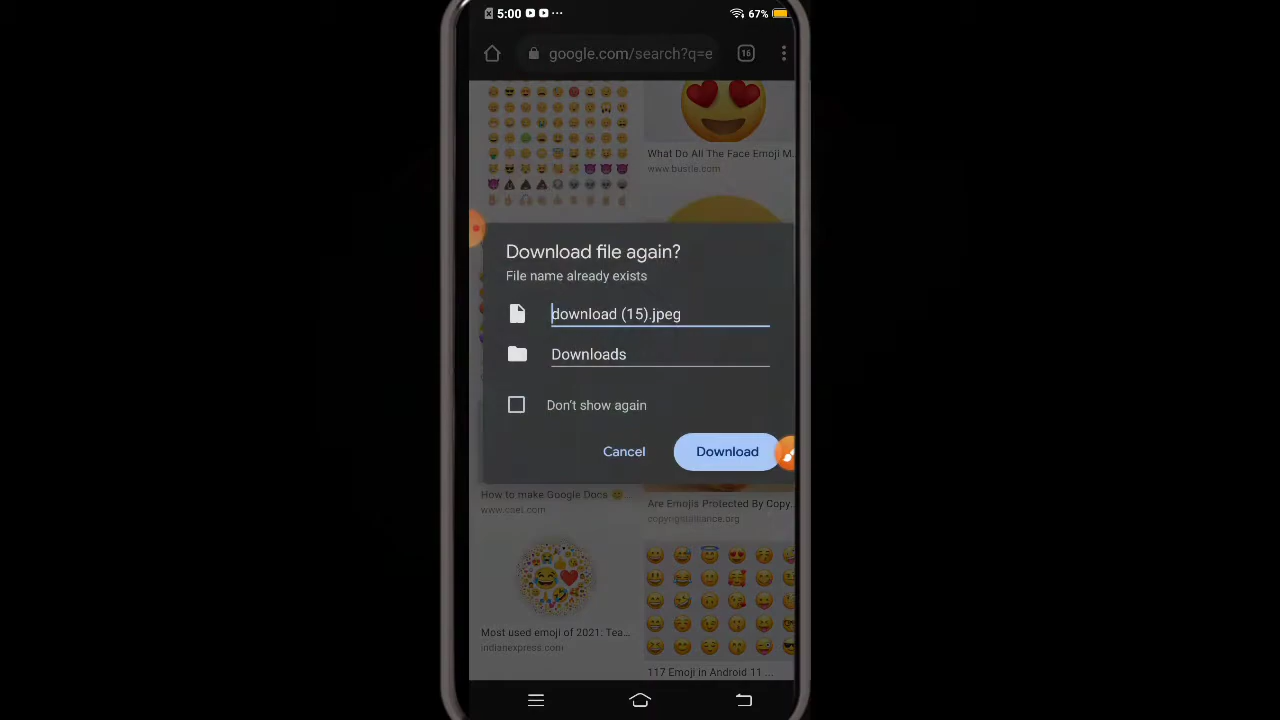 5:00
67%
google.com/search?q=e
16
What Do All The Face Emoji M...
www.bustle.com
Download file again?
File name already exists
download (15).jpeg
Downloads
Don't show again
Cancel
Download
How to make Google Docs
www.cnet.com
Are Emojis Protected By Copy...
copyrightalliance.org
Most used emoji of 2021: Tea...
indianexpress.com
117 Emoji in Android 11 ...